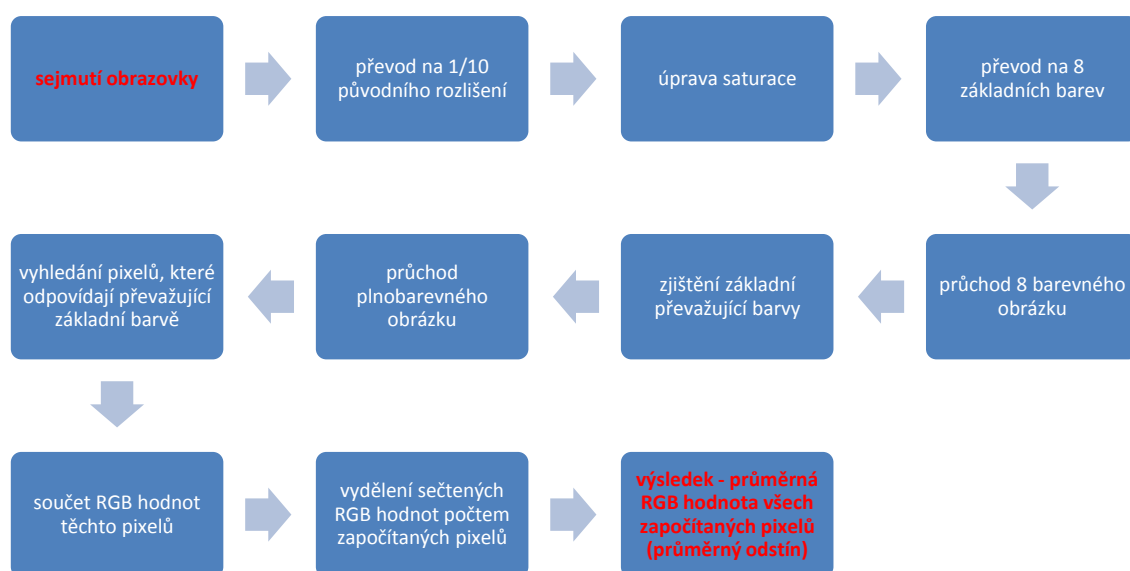 sejmutí obrazovky
převod na 1/10
původního rozlišení
úprava saturace
převod na 8
základních barev
průchod 8 barevného
obrázku
zjištění základní
převažující barvy
průchod
plnobarevného
obrázku
vyhledání pixelů, které
odpovídají převažující
základní barvě
součet RGB hodnot
těchto pixelů
vydělení sečtených
RGB hodnot počtem
započítaných pixelů
výsledek - průměrná
RGB hodnota všech
započítaných pixelů
(průměrný odstín)